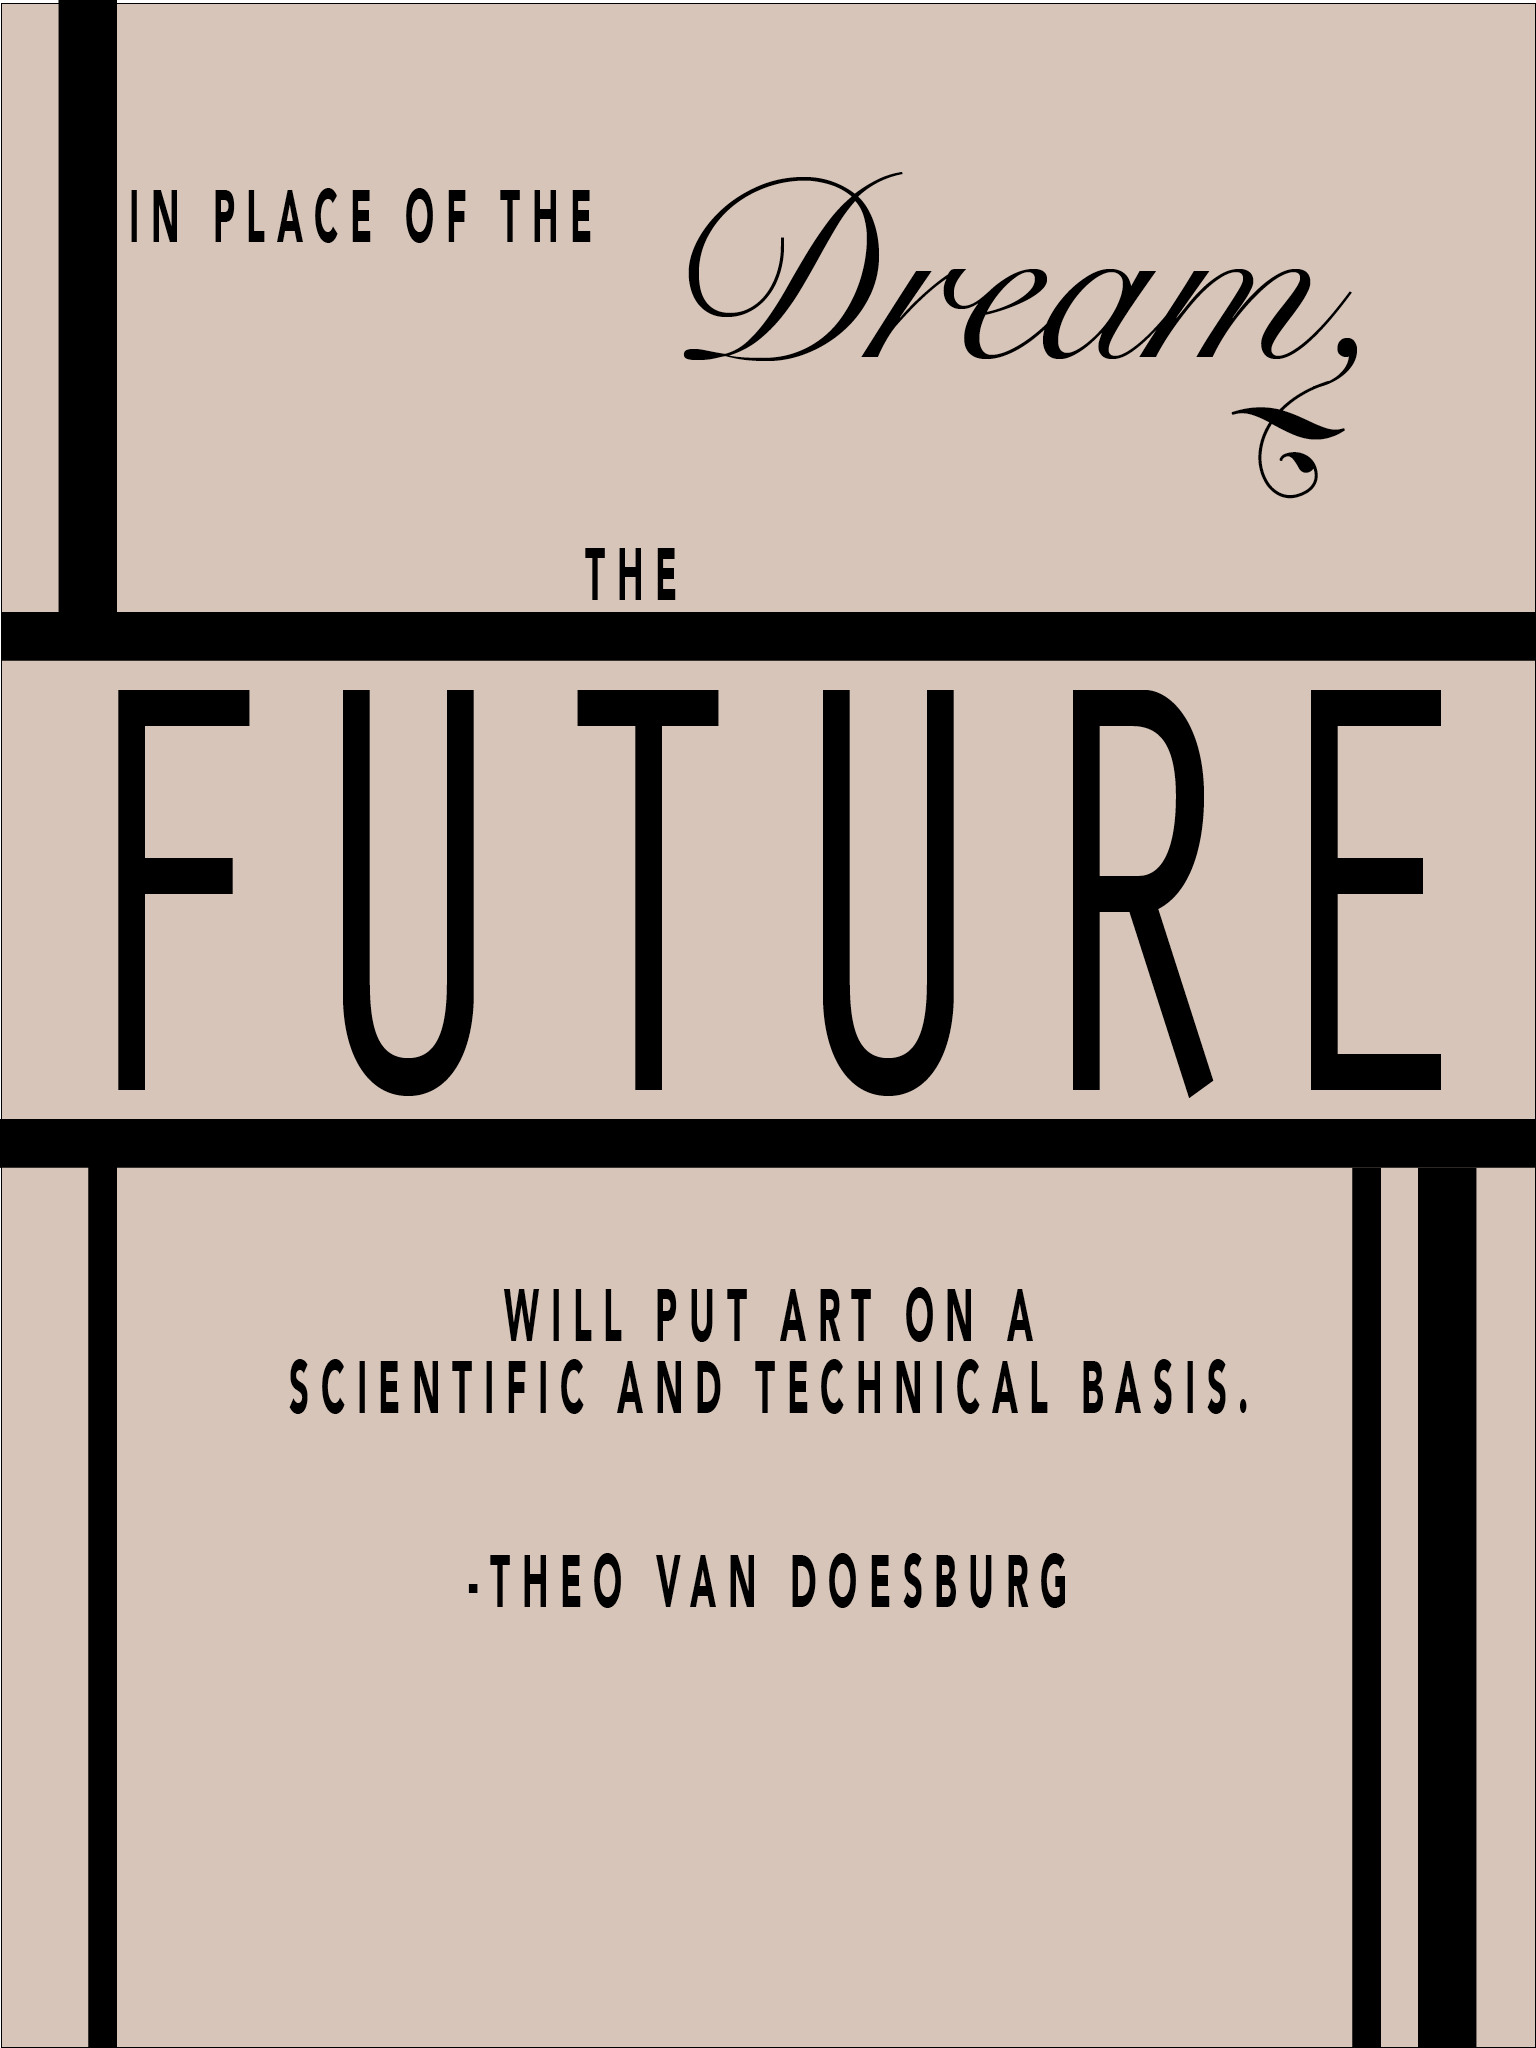 IN PLACE OF THE Dream,
THE
FUTURE
WILL PUT ART ON A
SCIENTIFIC AND TECHNICAL BASIS.
-THEO VAN DOESBURG